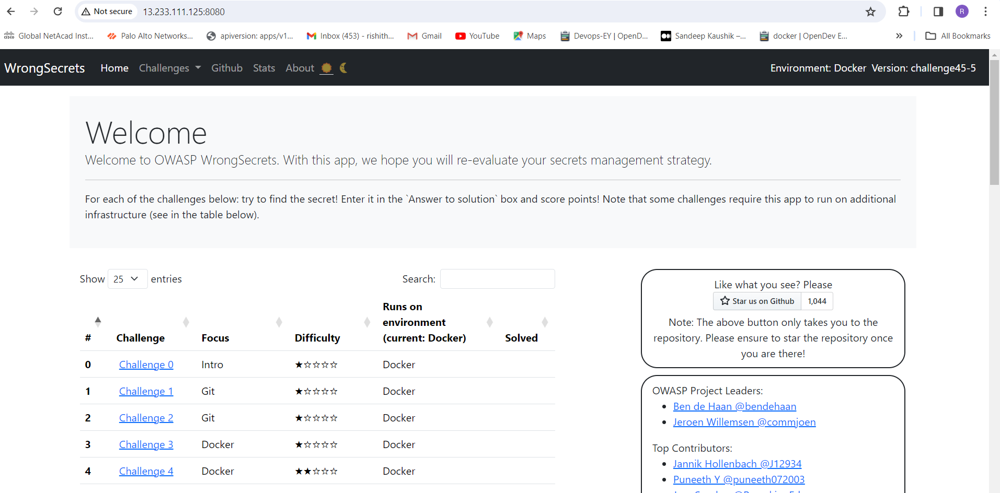 Not secure 13.233.111.125:8080
Global NetAcad Inst... Palo Alto Networks... apiversion: apps/v1... Inbox (453) - rishith... Gmail YouTube Maps Devops-EY | OpenD... Sandeep Kaushik –... docker | OpenDev E... » All Bookmarks
WrongSecrets Home Challenges Github Stats About Environment: Docker Version: challenge45-5
Welcome
Welcome to OWASP WrongSecrets. With this app, we hope you will re-evaluate your secrets management strategy.
For each of the challenges below: try to find the secret! Enter it in the `Answer to solution` box and score points! Note that some challenges require this app to run on additional
infrastructure (see in the table below).
Show 25 entries Search:
Runs on
environment
# Challenge Focus Difficulty (current: Docker) Solved
0 Challenge 0 Intro ★☆☆☆☆ Docker
1 Challenge 1 Git ★☆☆☆☆ Docker
2 Challenge 2 Git ★☆☆☆☆ Docker
3 Challenge 3 Docker ★☆☆☆☆ Docker
4 Challenge 4 Docker ★★☆☆☆ Docker
Like what you see? Please
Star us on Github 1,044
Note: The above button only takes you to the
repository. Please ensure to star the repository once
you are there!
OWASP Project Leaders:
Ben de Haan @bendehaan
Jeroen Willemsen @commjoen
Top Contributors:
Jannik Hollenbach @J12934
Puneeth Y @puneeth072003